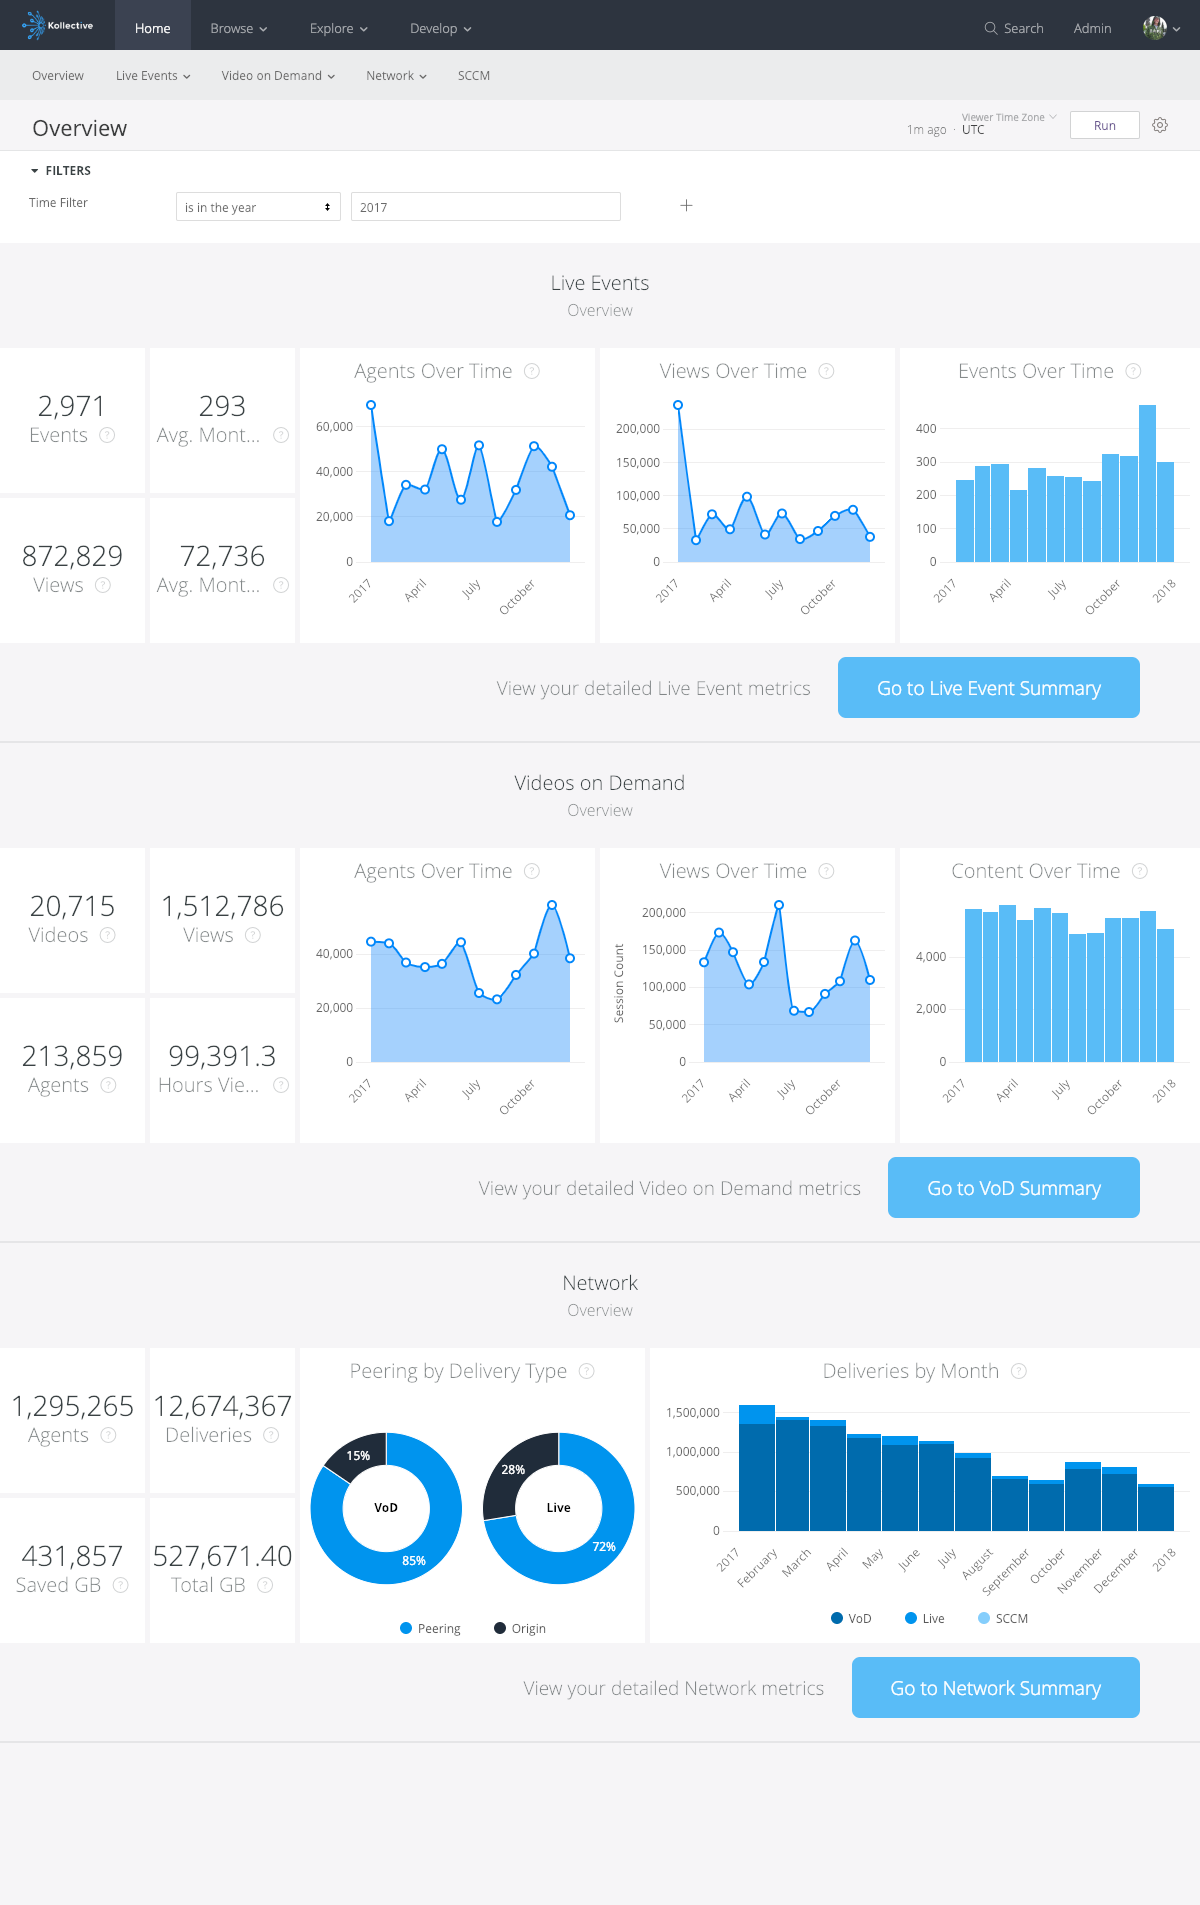 Kollective
Home
Browse
Explore
Develop
Search
Admin
Overview
Live Events
Video on Demand
Network
SCCM
Overview
1m ago · Viewer Time Zone
UTC
Run
FILTERS
Time Filter
is in the year
2017
Live Events
Overview
2,971
Events ?
293
Avg. Mont... ?
872,829
Views ?
72,736
Avg. Mont... ?
Agents Over Time ?
60,000
40,000
20,000
0
2017
April
July
October
Views Over Time ?
200,000
150,000
100,000
50,000
0
2017
April
July
October
Events Over Time ?
400
300
200
100
0
2017
April
July
October
2018
View your detailed Live Event metrics
Go to Live Event Summary
Videos on Demand
Overview
20,715
Videos ?
1,512,786
Views ?
213,859
Agents ?
99,391.3
Hours Vie... ?
Agents Over Time ?
40,000
20,000
0
2017
April
July
October
Views Over Time ?
Session Count
200,000
150,000
100,000
50,000
0
2017
April
July
October
Content Over Time ?
4,000
2,000
0
2017
April
July
October
2018
View your detailed Video on Demand metrics
Go to VoD Summary
Network
Overview
1,295,265
Agents ?
12,674,367
Deliveries ?
431,857
Saved GB ?
527,671.40
Total GB ?
Peering by Delivery Type ?
15%
VoD
85%
28%
Live
72%
Peering
Origin
Deliveries by Month ?
1,500,000
1,000,000
500,000
0
2017
February
March
April
May
June
July
August
September
October
November
December
2018
VoD
Live
SCCM
View your detailed Network metrics
Go to Network Summary